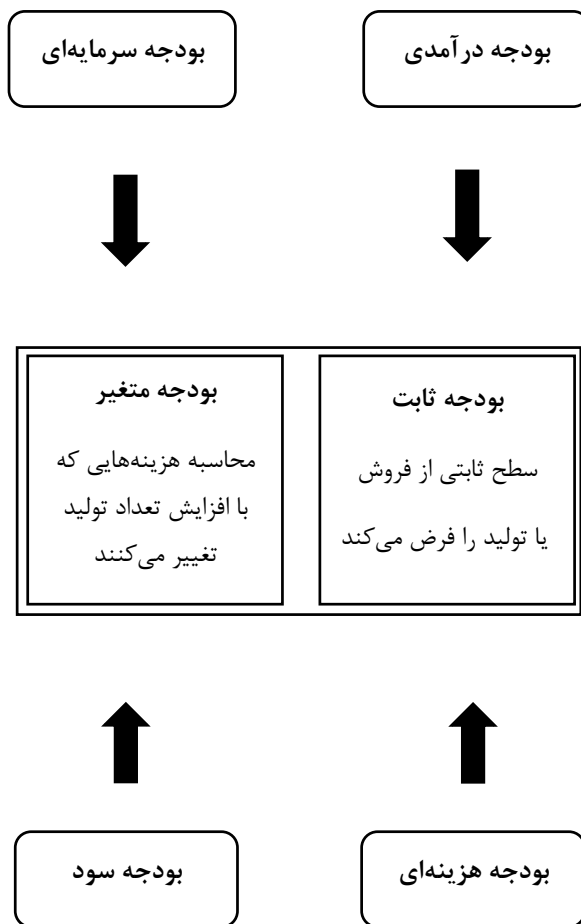 بودجه درآمدی
بودجه سرمایه‌ای
بودجه ثابت
سطح ثابتی از فروش
یا تولید را فرض می‌کند
بودجه متغیر
محاسبه هزینه‌هایی که
با افزایش تعداد تولید
تغییر می‌کنند
بودجه هزینه‌ای
بودجه سود